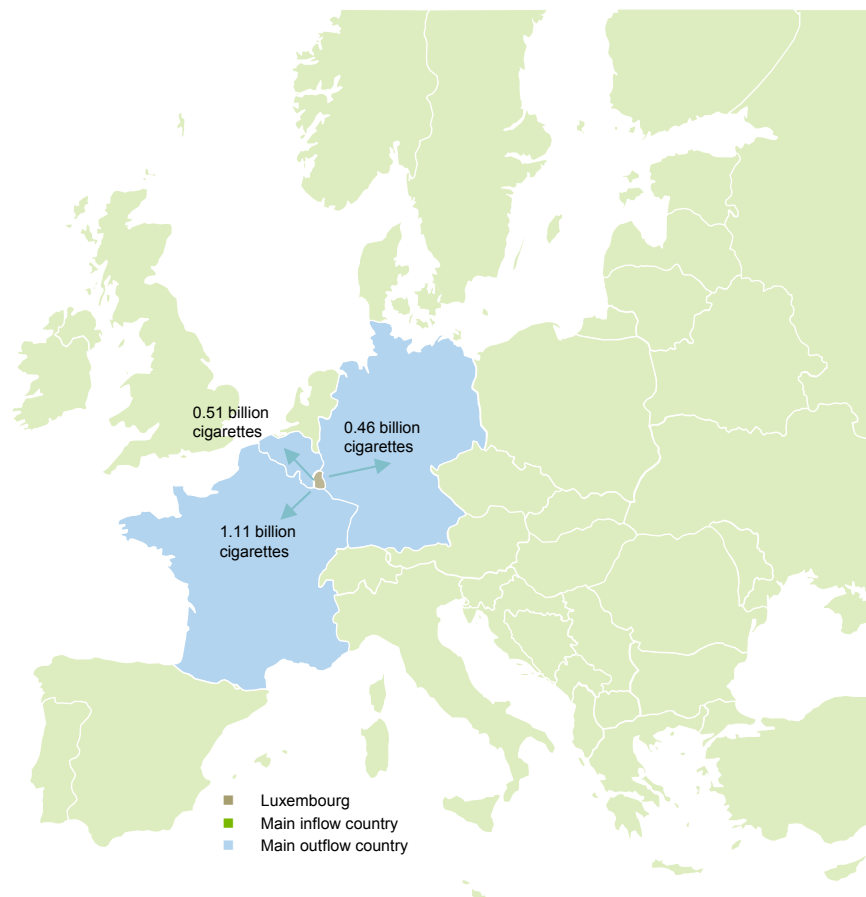 0.51 billion
cigarettes
0.46 billion
cigarettes
1.11 billion
cigarettes
Luxembourg
Main inflow country
Main outflow country